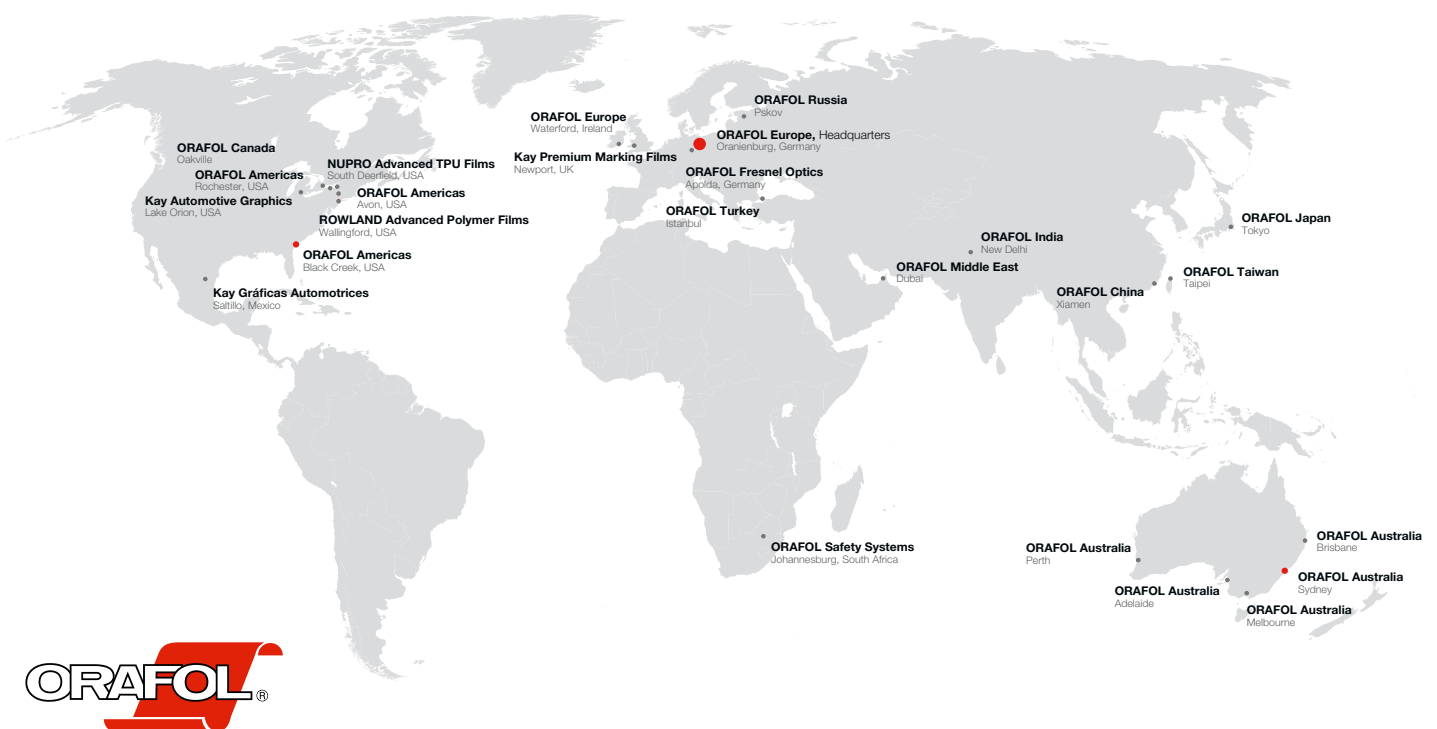 ORAFOL Russia
Pskov
ORAFOL Europe
Waterford, Ireland
ORAFOL Europe, Headquarters
Oranienburg, Germany
ORAFOL Canada
Oakville
Kay Premium Marking Films
Newport, UK
NUPRO Advanced TPU Films
South Deerfield, USA
ORAFOL Americas
Rochester, USA
ORAFOL Fresnel Optics
Apolda, Germany
ORAFOL Americas
Avon, USA
Kay Automotive Graphics
Lake Orion, USA
ORAFOL Turkey
Istanbul
ROWLAND Advanced Polymer Films
Wallingford, USA
ORAFOL Japan
Tokyo
ORAFOL India
New Delhi
ORAFOL Americas
Black Creek, USA
ORAFOL Middle East
Dubai
ORAFOL Taiwan
Taipei
Kay Gráficas Automotrices
Saltillo, Mexico
ORAFOL China
Xiamen
ORAFOL Safety Systems
Johannesburg, South Africa
ORAFOL Australia
Brisbane
ORAFOL Australia
Perth
ORAFOL Australia
Sydney
ORAFOL Australia
Adelaide
ORAFOL Australia
Melbourne
ORAFOL®